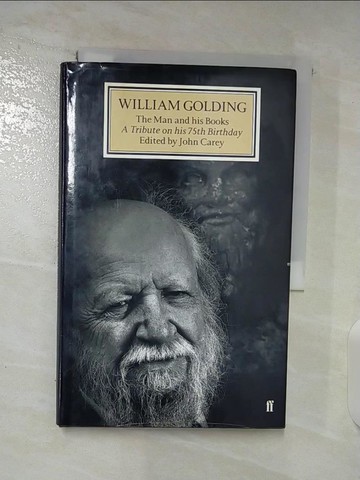 WILLIAM GOLDING
The Man and his Books
A Tribute on his 75th Birthday
Edited by John Carey
ff